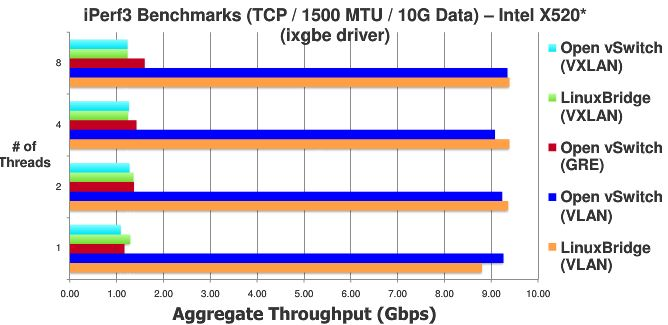 iPerf3 Benchmarks (TCP / 1500 MTU / 10G Data) – Intel X520*
(ixgbe driver)
8
4
2
1
# of
Threads
0.00 1.00 2.00 3.00 4.00 5.00 6.00 7.00 8.00 9.00 10.00
Aggregate Throughput (Gbps)
Open vSwitch
(VXLAN)
LinuxBridge
(VXLAN)
Open vSwitch
(GRE)
Open vSwitch
(VLAN)
LinuxBridge
(VLAN)